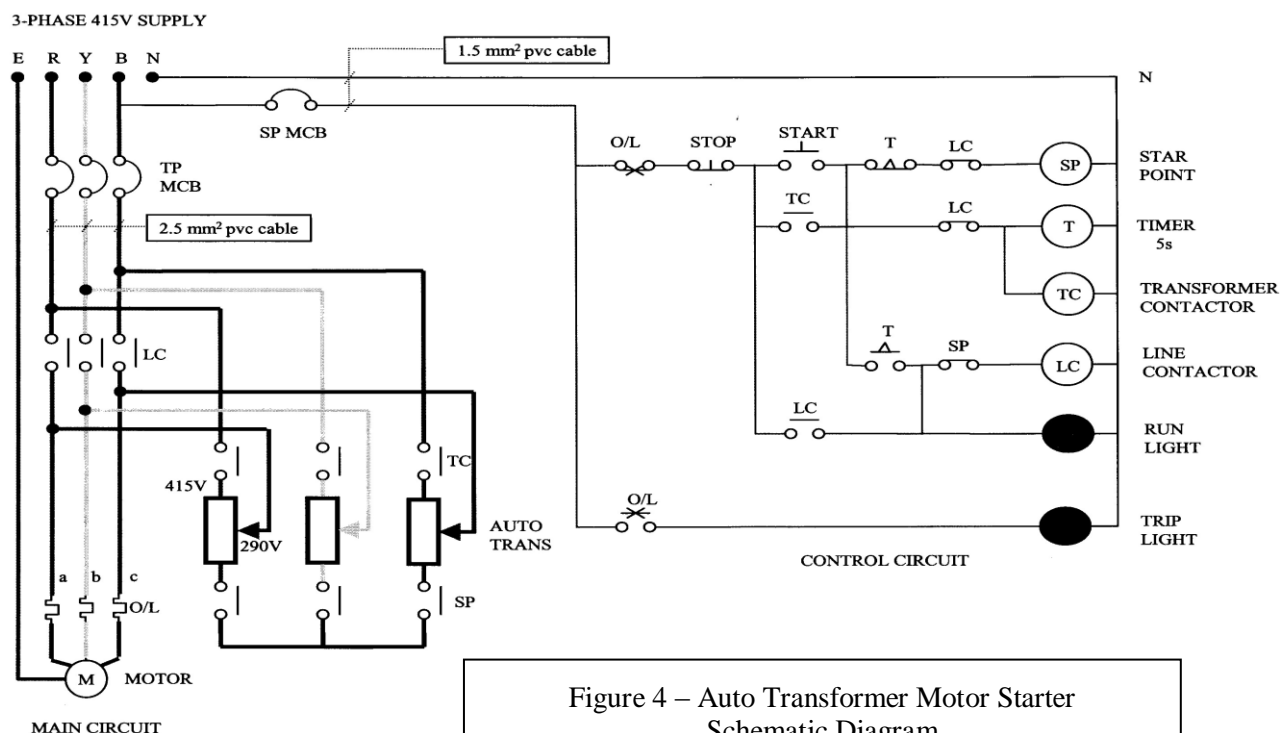 3-PHASE 415V SUPPLY
E R Y B N
1.5 mm² pvc cable
N
SP MCB
TP
MCB
2.5 mm² pvc cable
O/L STOP START T LC SP
STAR
POINT
TC LC T
TIMER
5s
TC
TRANSFORMER
CONTACTOR
T SP LC
LINE
CONTACTOR
LC
RUN
LIGHT
O/L
TRIP
LIGHT
CONTROL CIRCUIT
LC
TC
415V
290V
AUTO
TRANS
SP
a b c
O/L
M MOTOR
MAIN CIRCUIT
Figure 4 – Auto Transformer Motor Starter
Schematic Diagram